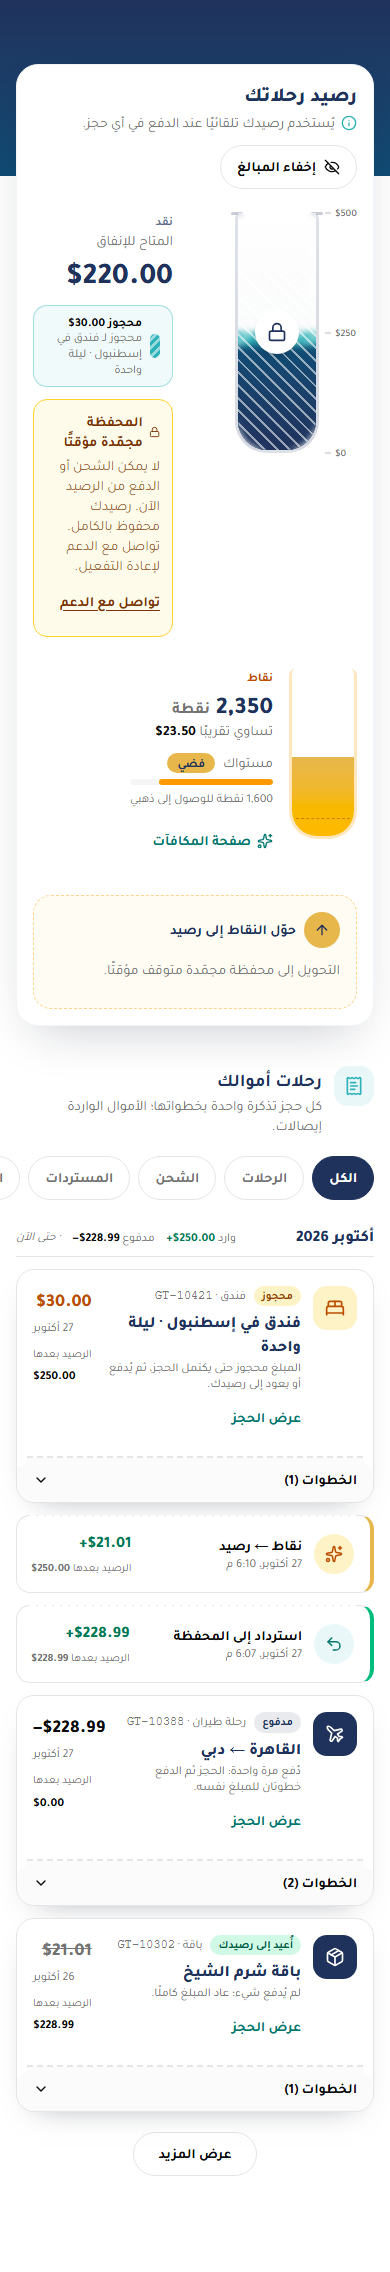 رصيد رحلاتك
يُستخدم رصيدك تلقائيًا عند الدفع في أي حجز.
إخفاء المبالغ
$500
$250
$0
نقد
المتاح للإنفاق
$220.00
محجوز $30.00
محجوز لـ فندق في
إسطنبول · ليلة
واحدة
المحفظة
مجمّدة مؤقتًا
لا يمكن الشحن أو
الدفع من الرصيد
الآن. رصيدك
محفوظ بالكامل.
تواصل مع الدعم
لإعادة التفعيل.
تواصل مع الدعم
نقاط
2,350 نقطة
تساوي تقريبًا $23.50
مستواك فضي
1,600 نقطة للوصول إلى ذهبي
صفحة المكافآت
حوّل النقاط إلى رصيد
التحويل إلى محفظة مجمّدة متوقف مؤقتًا.
رحلات أموالك
كل حجز تذكرة واحدة بخطواتها؛ الأموال الواردة
إيصالات.
الكل
الرحلات
الشحن
المستردات
أكتوبر 2026
وارد +$250.00 مدفوع −$228.99 · حتى الآن
محجوز فندق · GT-10421
فندق في إسطنبول · ليلة
واحدة
المبلغ محجوز حتى يكتمل الحجز، ثم يُدفع
أو يعود إلى رصيدك.
عرض الحجز
$30.00
27 أكتوبر
الرصيد بعدها
$250.00
الخطوات (1)
نقاط ← رصيد
27 أكتوبر، 6:10 م
+$21.01
الرصيد بعدها $250.00
استرداد إلى المحفظة
27 أكتوبر، 6:07 م
+$228.99
الرصيد بعدها $228.99
مدفوع رحلة طيران · GT-10388
القاهرة ← دبي
دُفع مرة واحدة: الحجز ثم الدفع
خطوتان للمبلغ نفسه.
عرض الحجز
−$228.99
27 أكتوبر
الرصيد بعدها
$0.00
الخطوات (2)
أُعيد إلى رصيدك باقة · GT-10302
باقة شرم الشيخ
لم يُدفع شيء؛ عاد المبلغ كاملًا.
عرض الحجز
$21.01
26 أكتوبر
الرصيد بعدها
$228.99
الخطوات (1)
عرض المزيد